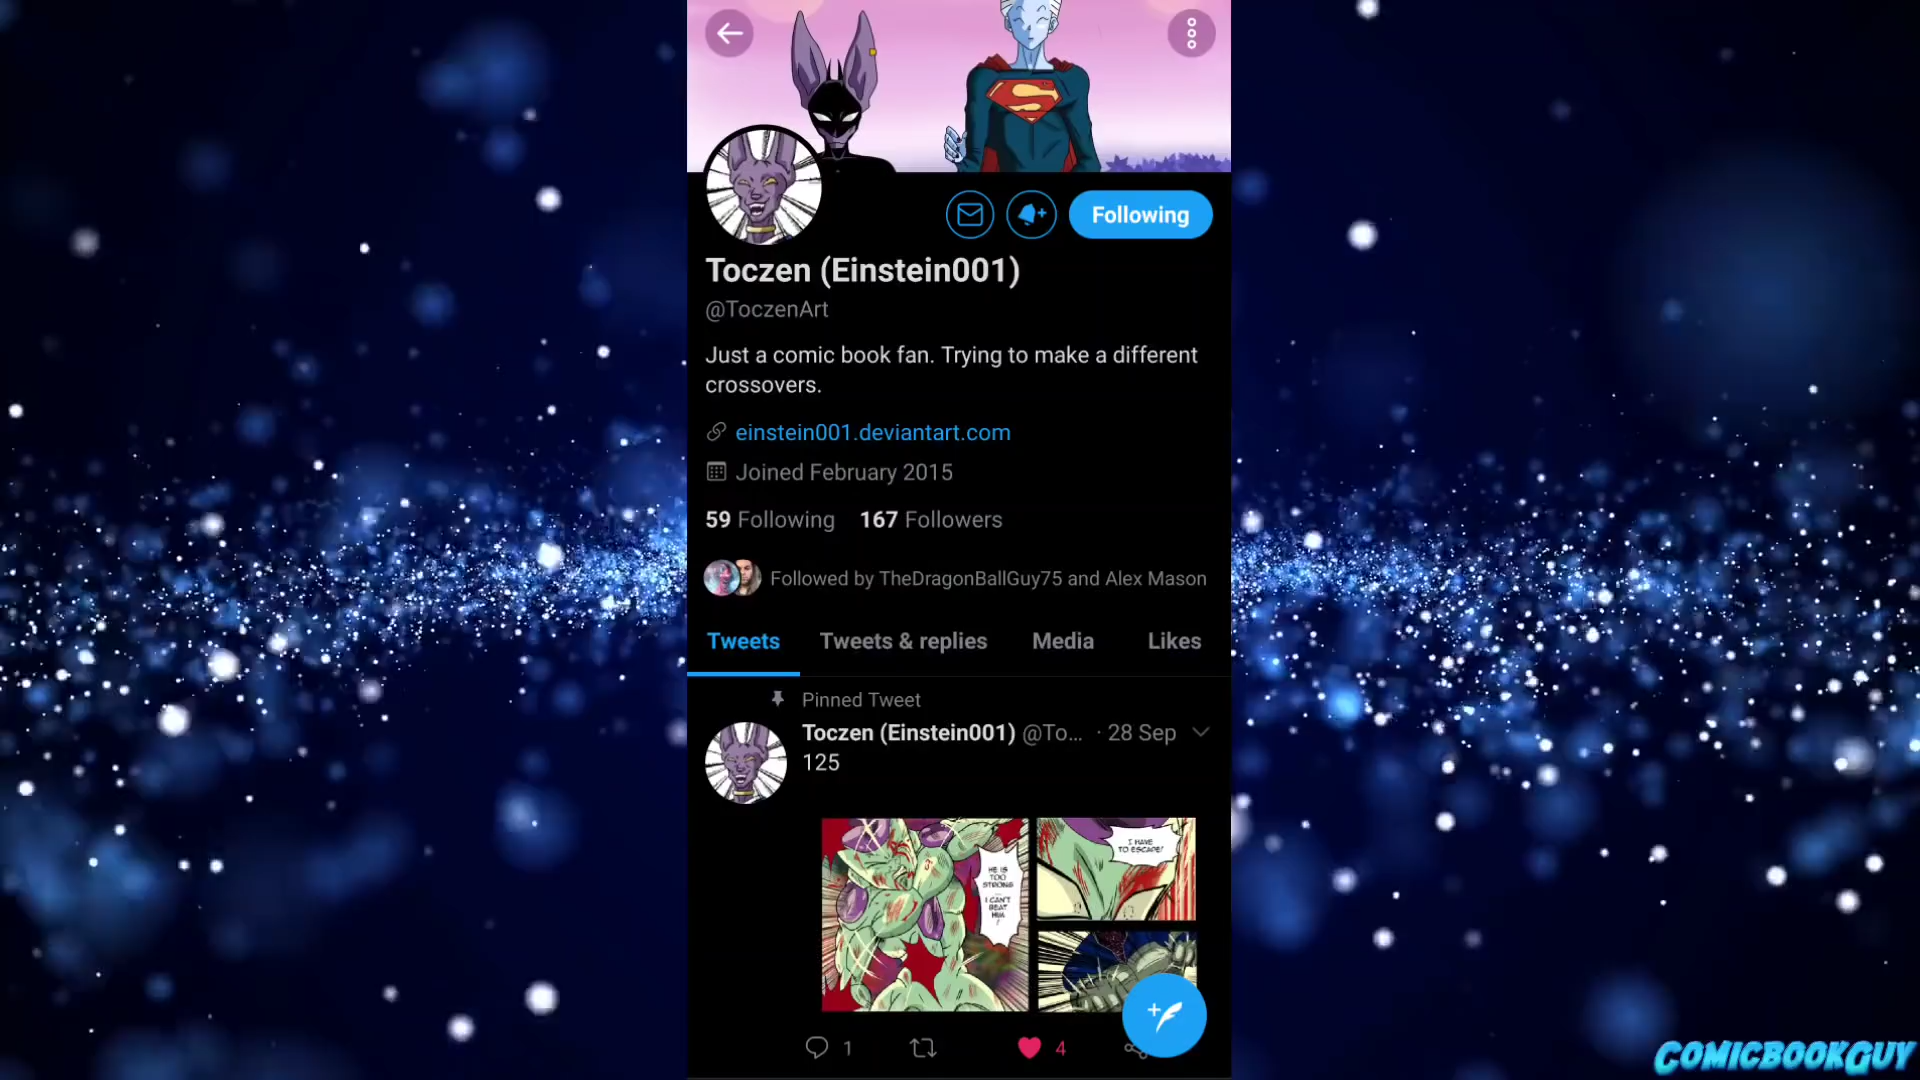 Following
Toczen (Einstein001)
@ToczenArt
Just a comic book fan. Trying to make a different
crossovers.
einstein001.deviantart.com
Joined February 2015
59 Following 167 Followers
Followed by TheDragonBallGuy75 and Alex Mason
Tweets Tweets & replies Media Likes
Pinned Tweet
Toczen (Einstein001) @To... · 28 Sep
125
HE IS
TOO
STRONG
...
I CAN'T
BEAT
HIM
!
I HAVE
TO ESCAPE!
1 4
COMICBOOKGUY